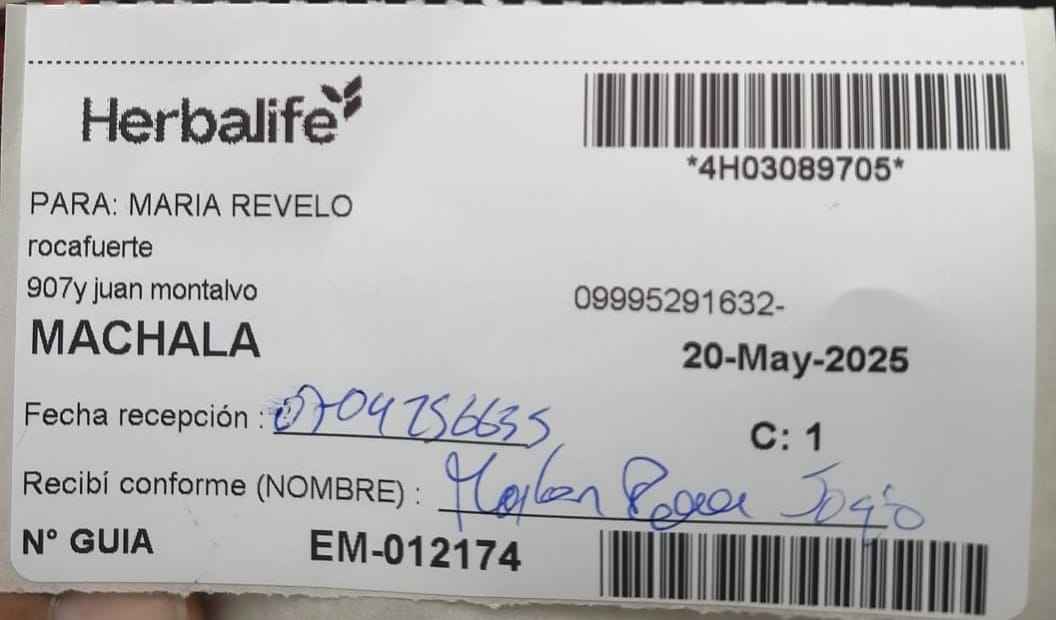 Herbalife
*4H03089705*
PARA: MARIA REVELO
rocafuerte
907y juan montalvo
09995291632-
MACHALA
20-May-2025
Fecha recepción : 0704256635
C: 1
Recibí conforme (NOMBRE) :
N° GUIA EM-012174